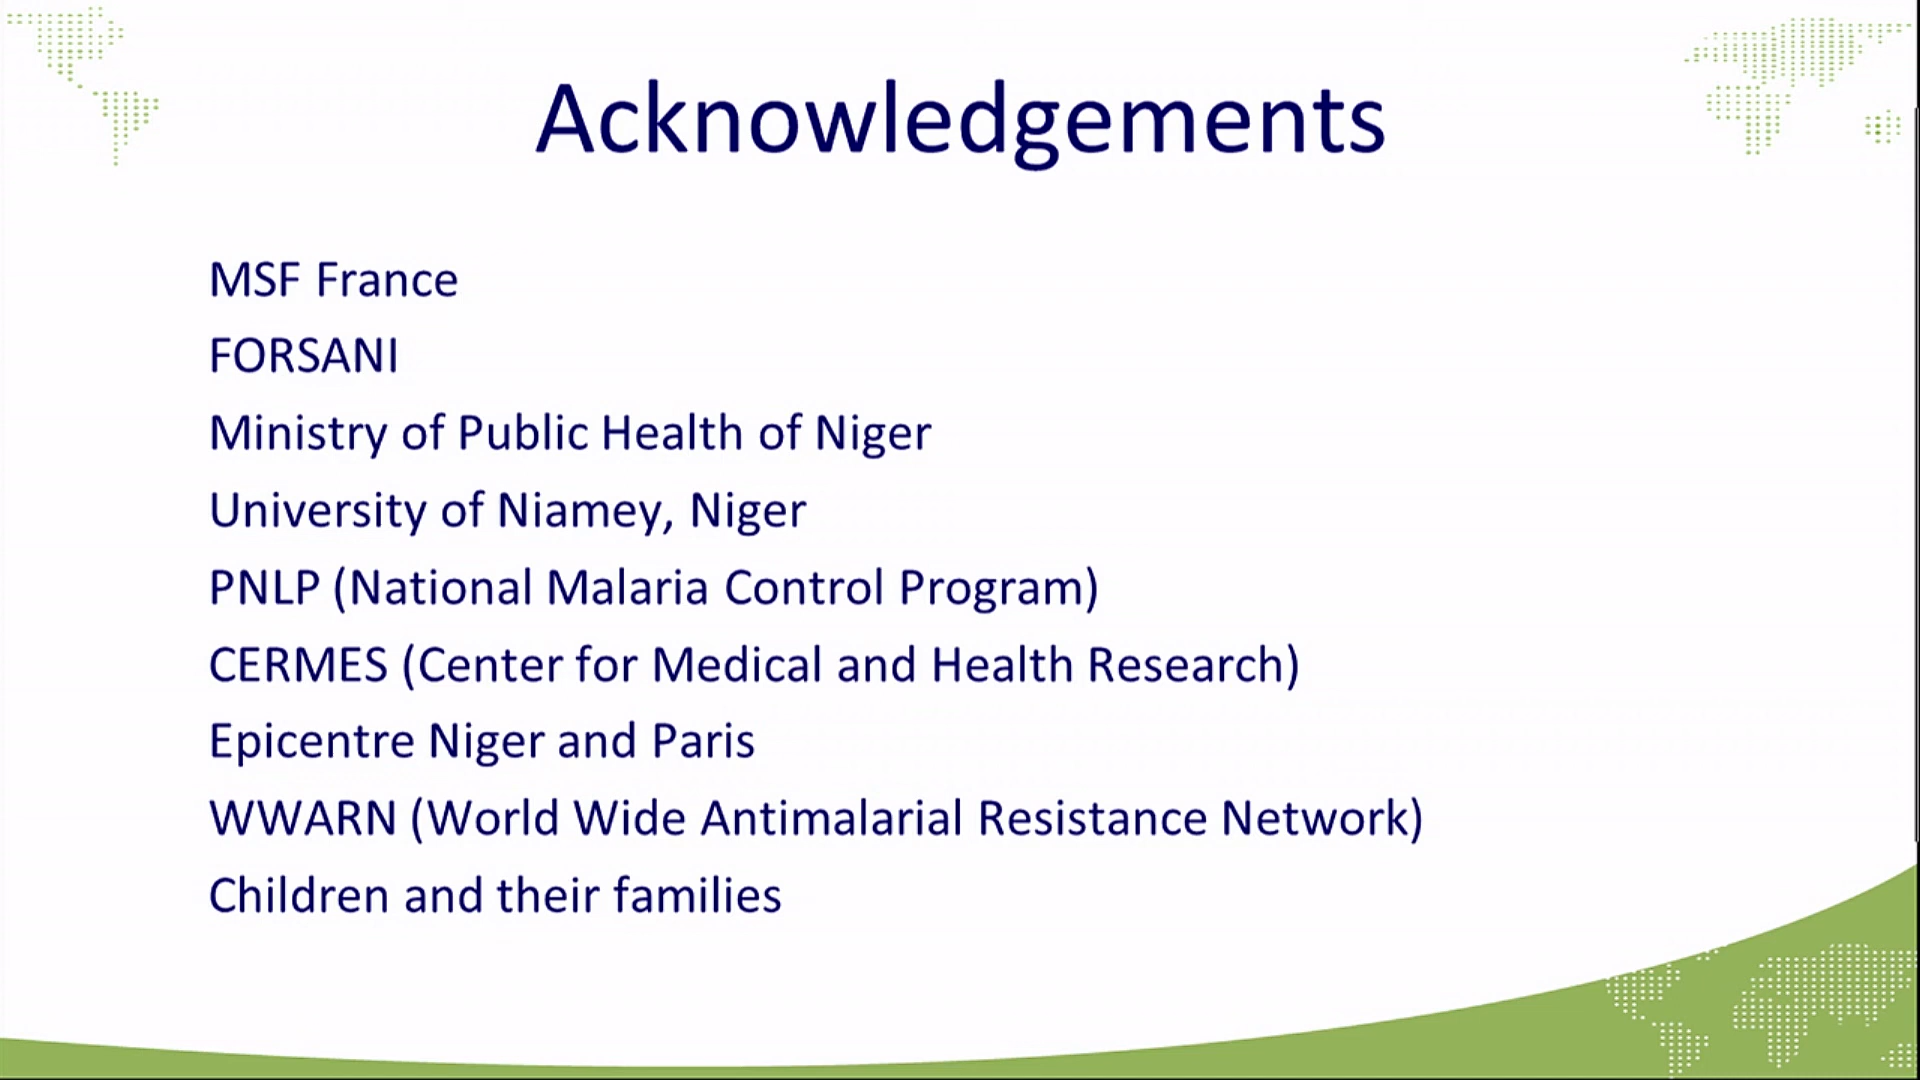 Acknowledgements
MSF France
FORSANI
Ministry of Public Health of Niger
University of Niamey, Niger
PNLP (National Malaria Control Program)
CERMES (Center for Medical and Health Research)
Epicentre Niger and Paris
WWARN (World Wide Antimalarial Resistance Network)
Children and their families